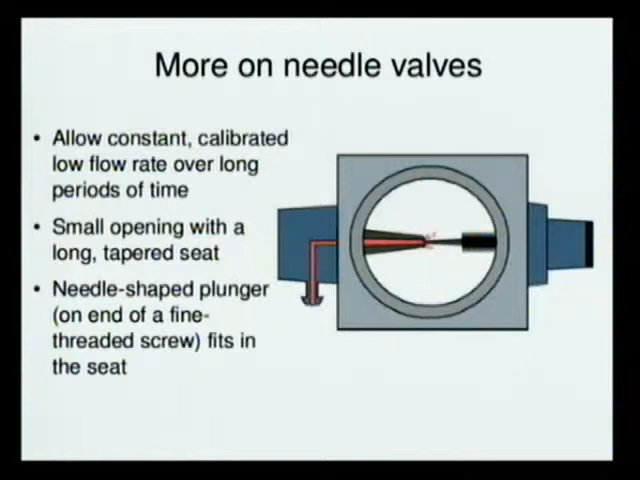 More on needle valves
• Allow constant, calibrated
low flow rate over long
periods of time
• Small opening with a
long, tapered seat
• Needle-shaped plunger
(on end of a fine-
threaded screw) fits in
the seat